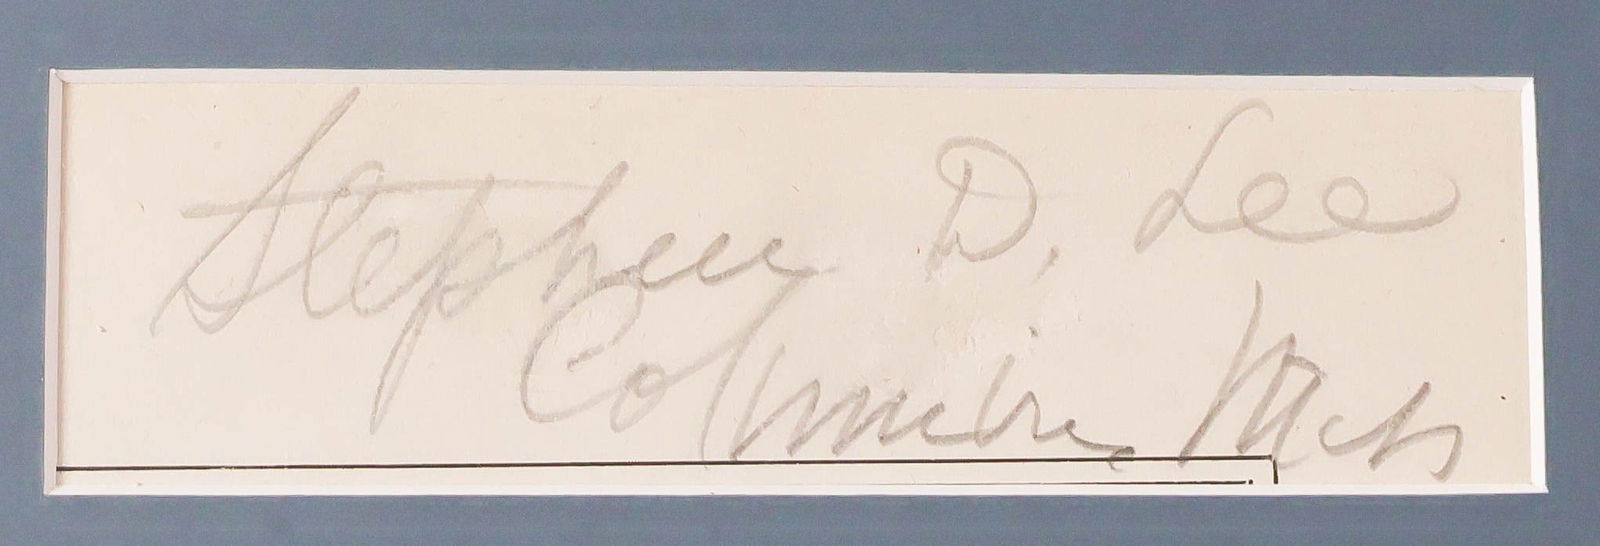 Stephen D. Lee
Columbus, Miss